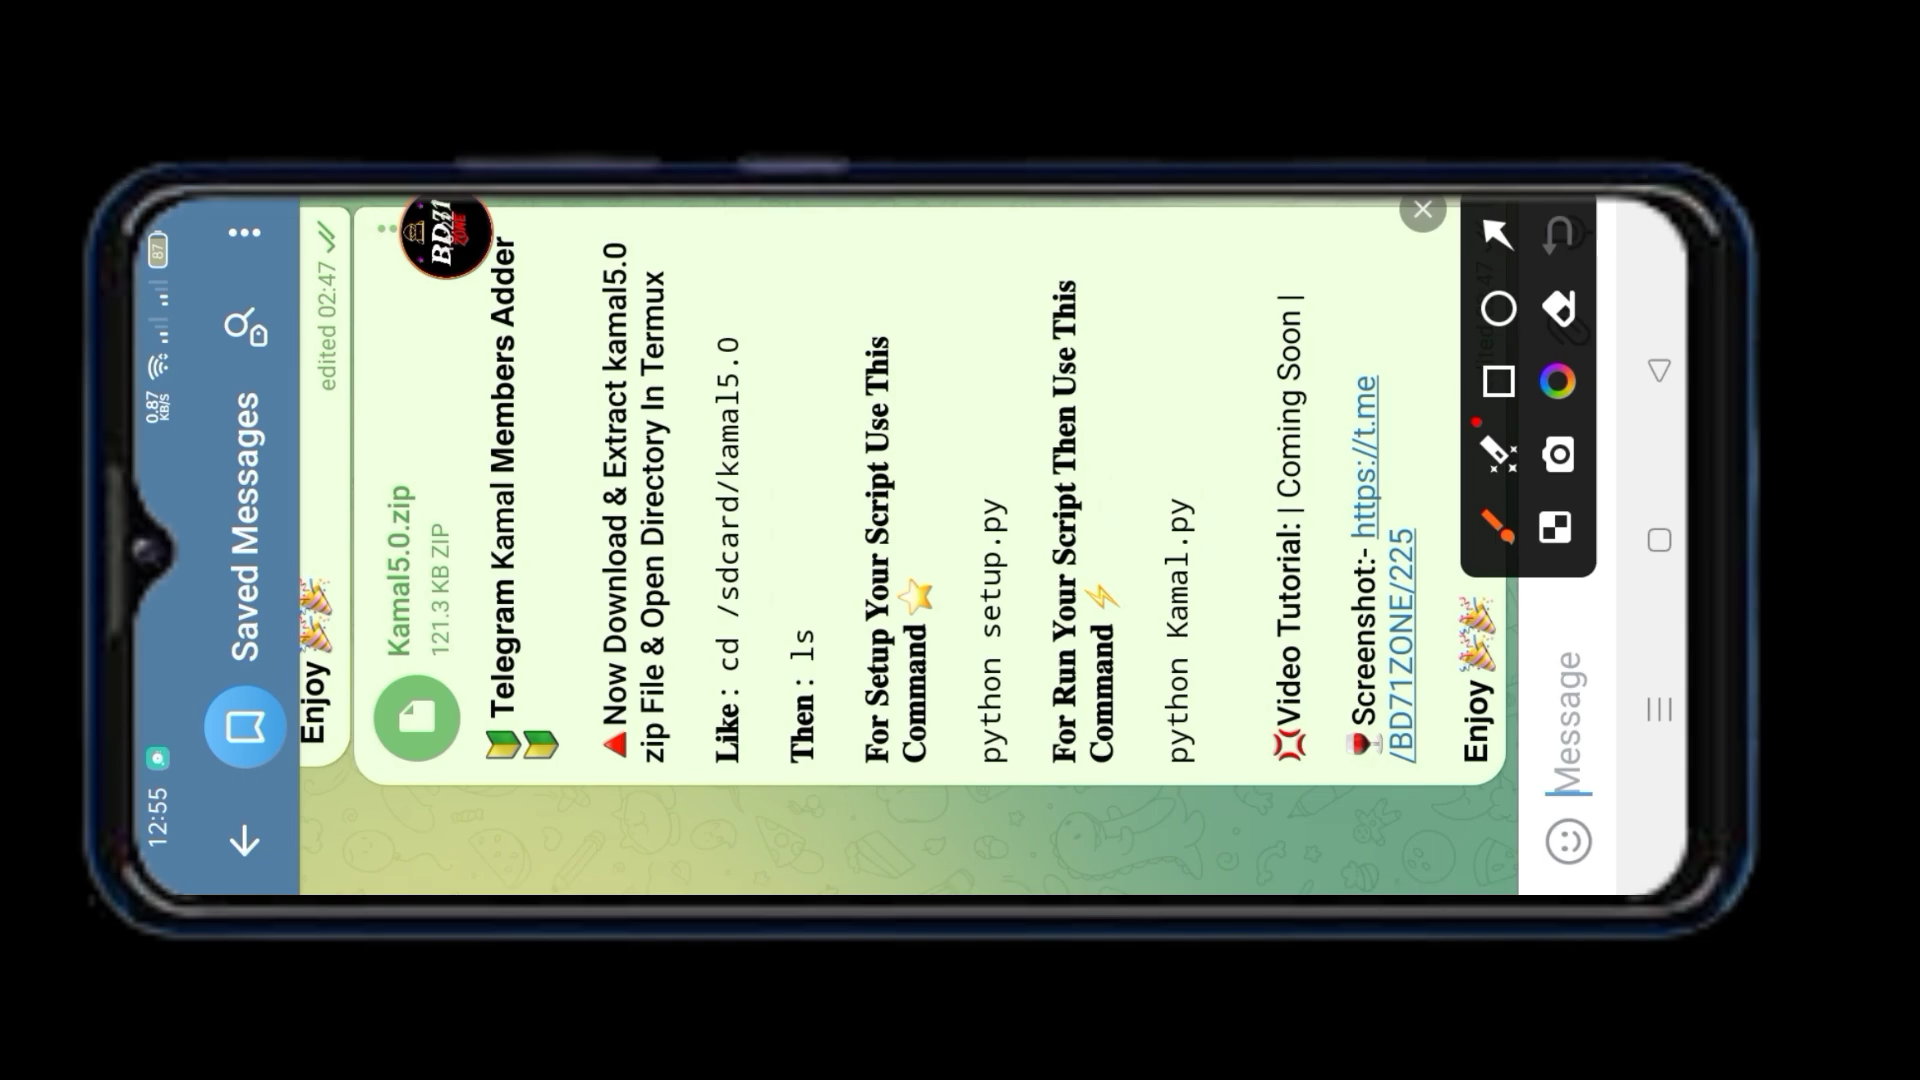 12:55
0.87
KB/S
87
Saved Messages
Enjoy 🎉🎉
edited 02:47
Kamal5.0.zip
121.3 KB ZIP
BD71
ZONE
🔰 Telegram Kamal Members Adder
🔰
🔺Now Download & Extract kamal5.0
zip File & Open Directory In Termux
Like : cd /sdcard/kamal5.0
Then : ls
For Setup Your Script Use This
Command ⭐
python setup.py
For Run Your Script Then Use This
Command ⚡
python Kamal.py
💢Video Tutorial: | Coming Soon |
🍷Screenshot:- https://t.me
/BD71ZONE/225
Enjoy 🎉🎉
Message